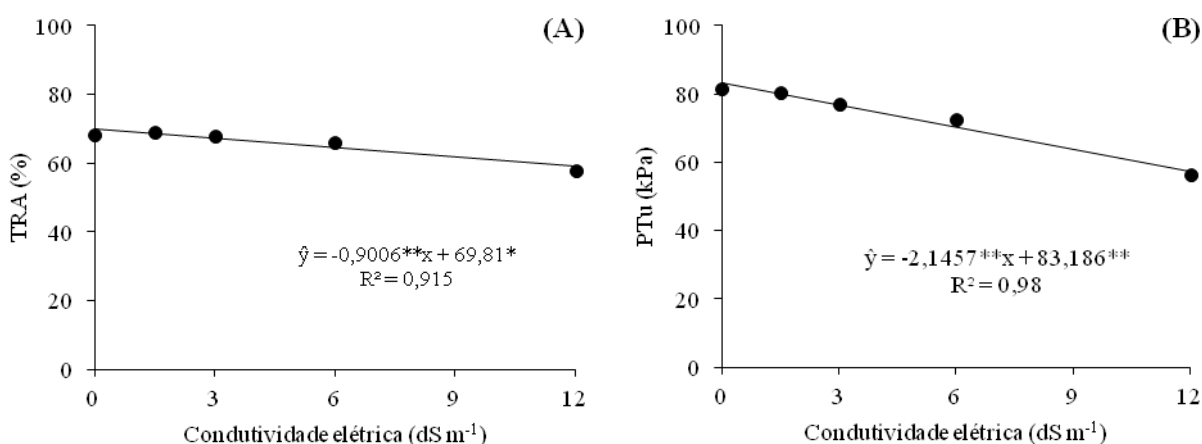 (A)
100
80
60
40
20
0
TRA (%)
ŷ = -0,9006**x + 69,81*
R² = 0,915
0 3 6 9 12
Condutividade elétrica (dS m⁻¹)
(B)
100
80
60
40
20
0
PTu (kPa)
ŷ = -2,1457**x + 83,186**
R² = 0,98
0 3 6 9 12
Condutividade elétrica (dS m⁻¹)